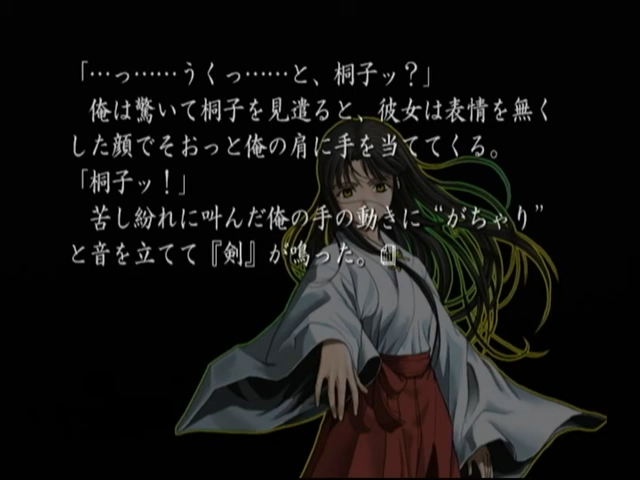 「…っ……うくっ……と、桐子ッ？」
俺は驚いて桐子を見遣ると、彼女は表情を無く
した顔でそおっと俺の肩に手を当ててくる。
「桐子ッ！」
苦し紛れに叫んだ俺の手の動きに“がちゃり”
と音を立てて『剣』が鳴った。